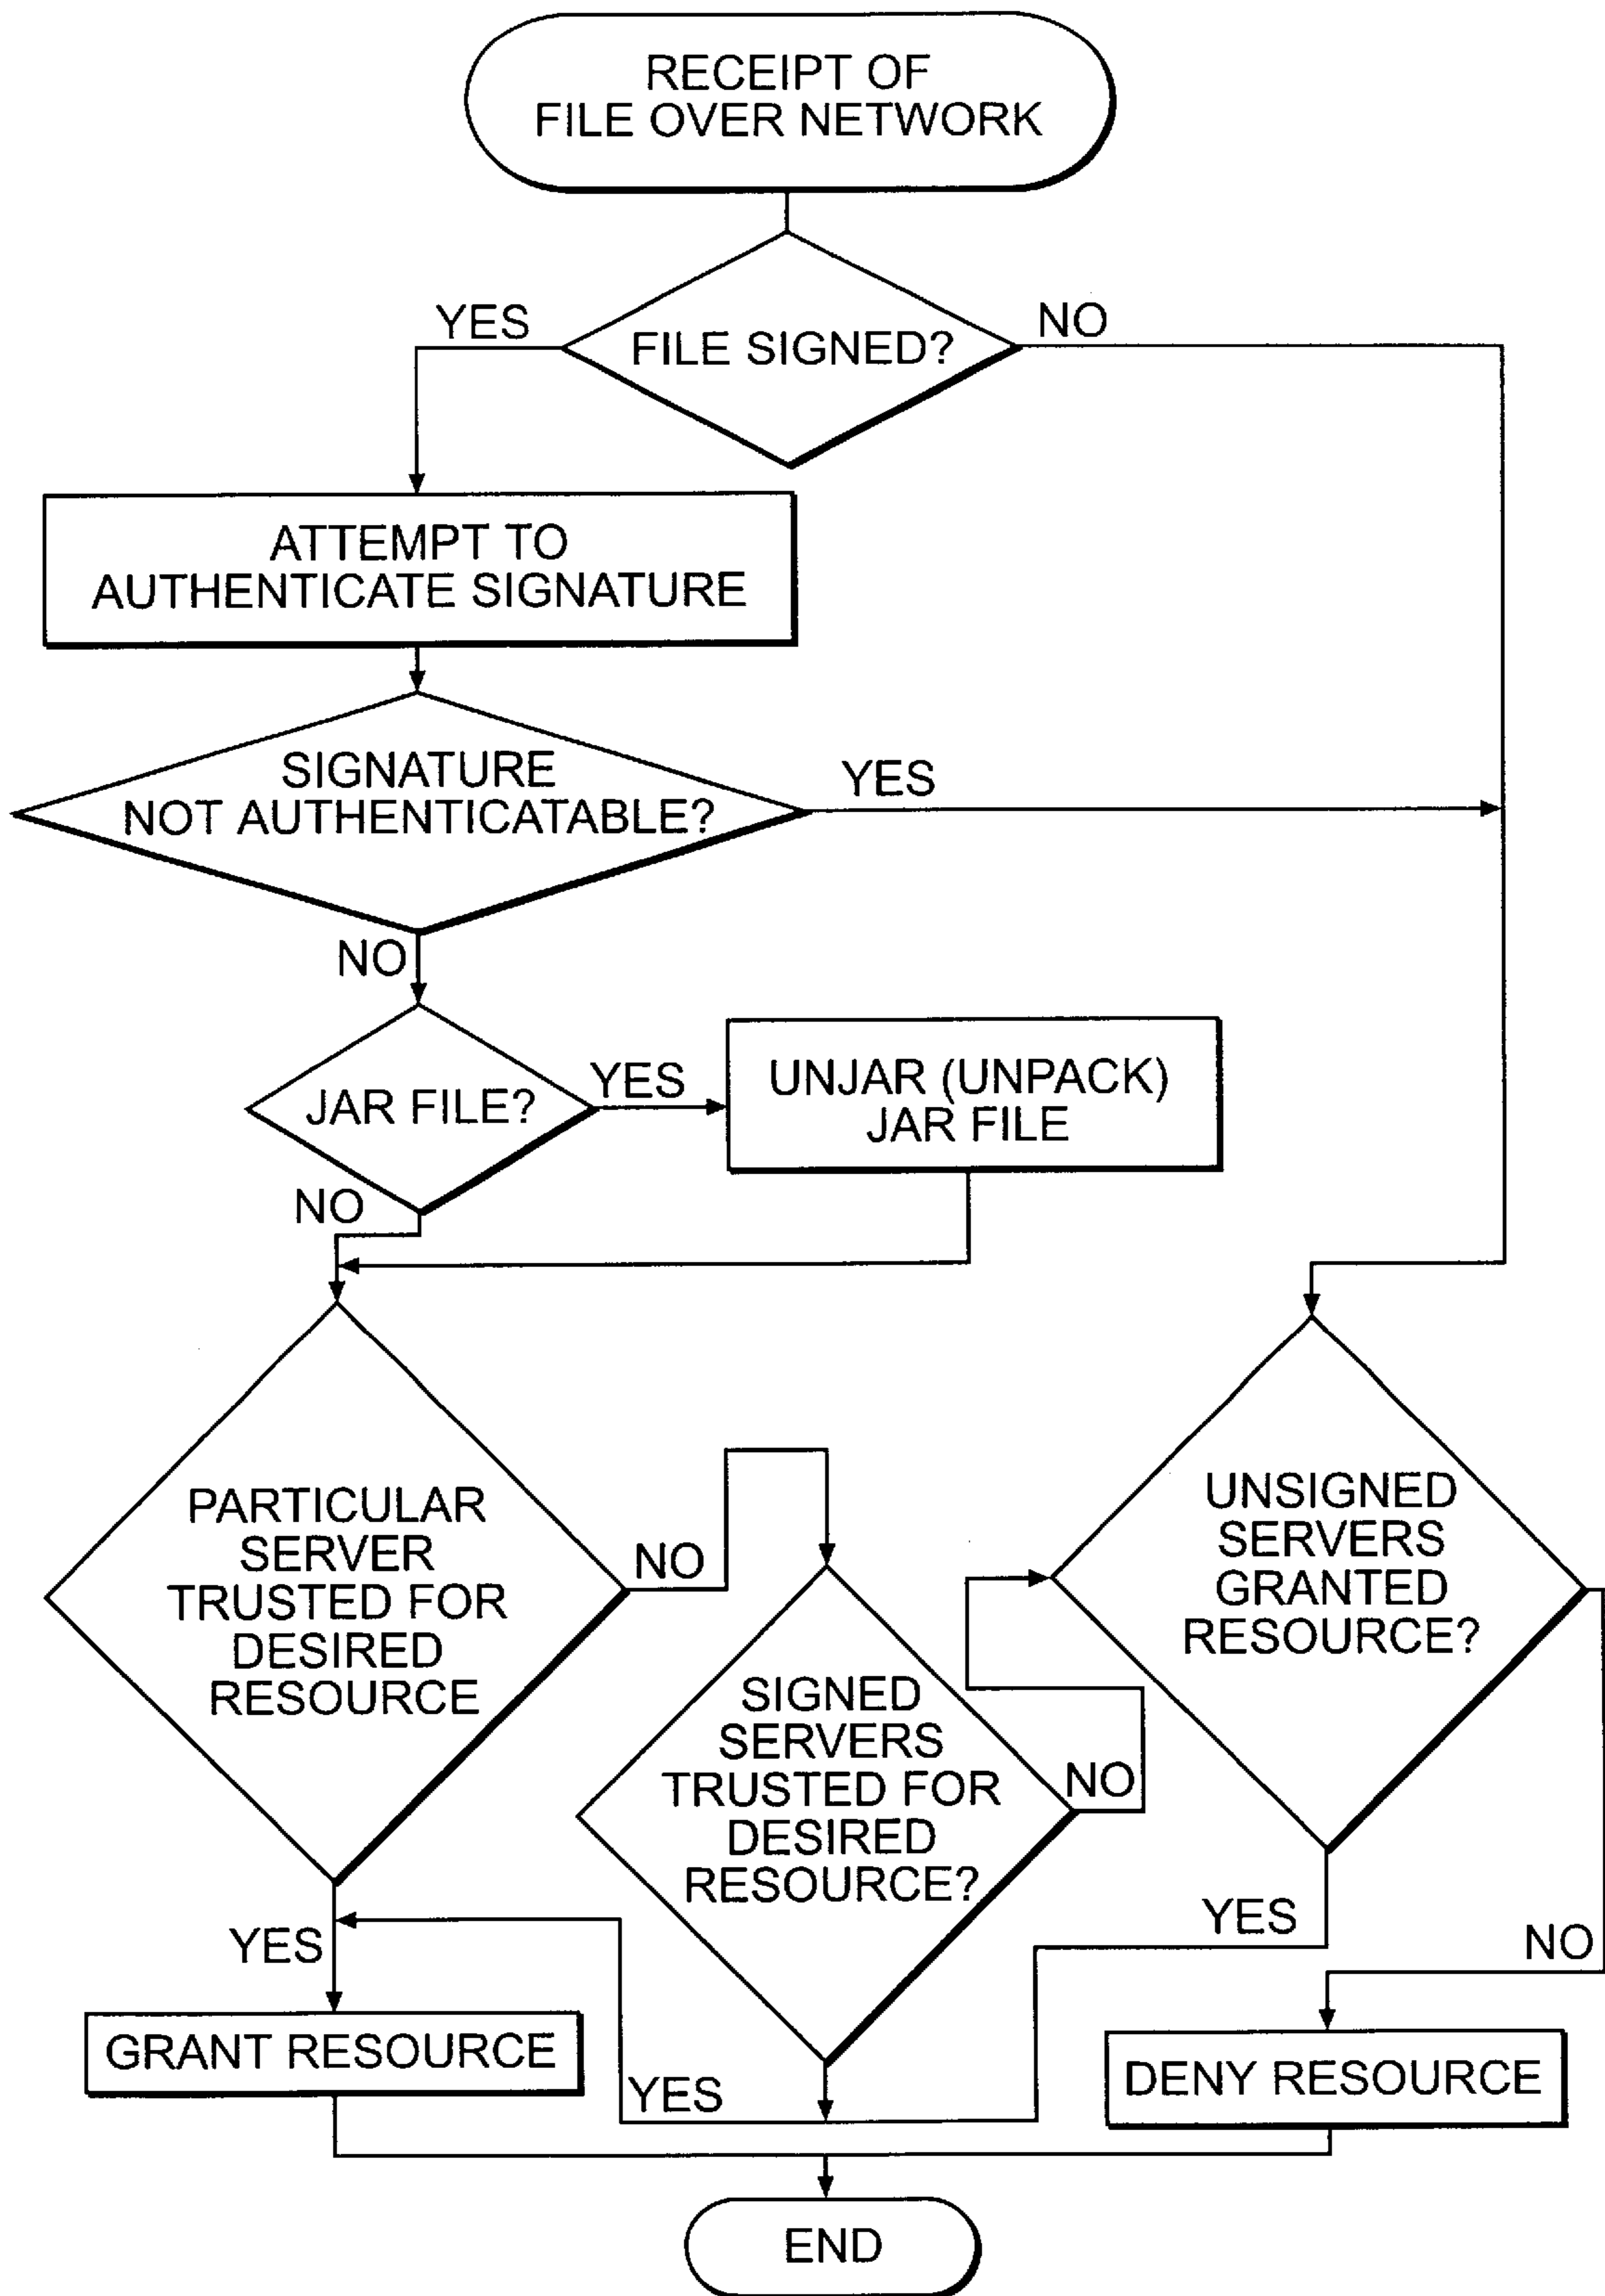 RECEIPT OF
FILE OVER NETWORK
YES
FILE SIGNED?
NO
ATTEMPT TO
AUTHENTICATE SIGNATURE
SIGNATURE
NOT AUTHENTICATABLE?
YES
NO
JAR FILE?
YES
UNJAR (UNPACK)
JAR FILE
NO
PARTICULAR
SERVER
TRUSTED FOR
DESIRED
RESOURCE
NO
SIGNED
SERVERS
TRUSTED FOR
DESIRED
RESOURCE?
NO
UNSIGNED
SERVERS
GRANTED
RESOURCE?
YES
YES
NO
GRANT RESOURCE
YES
DENY RESOURCE
END